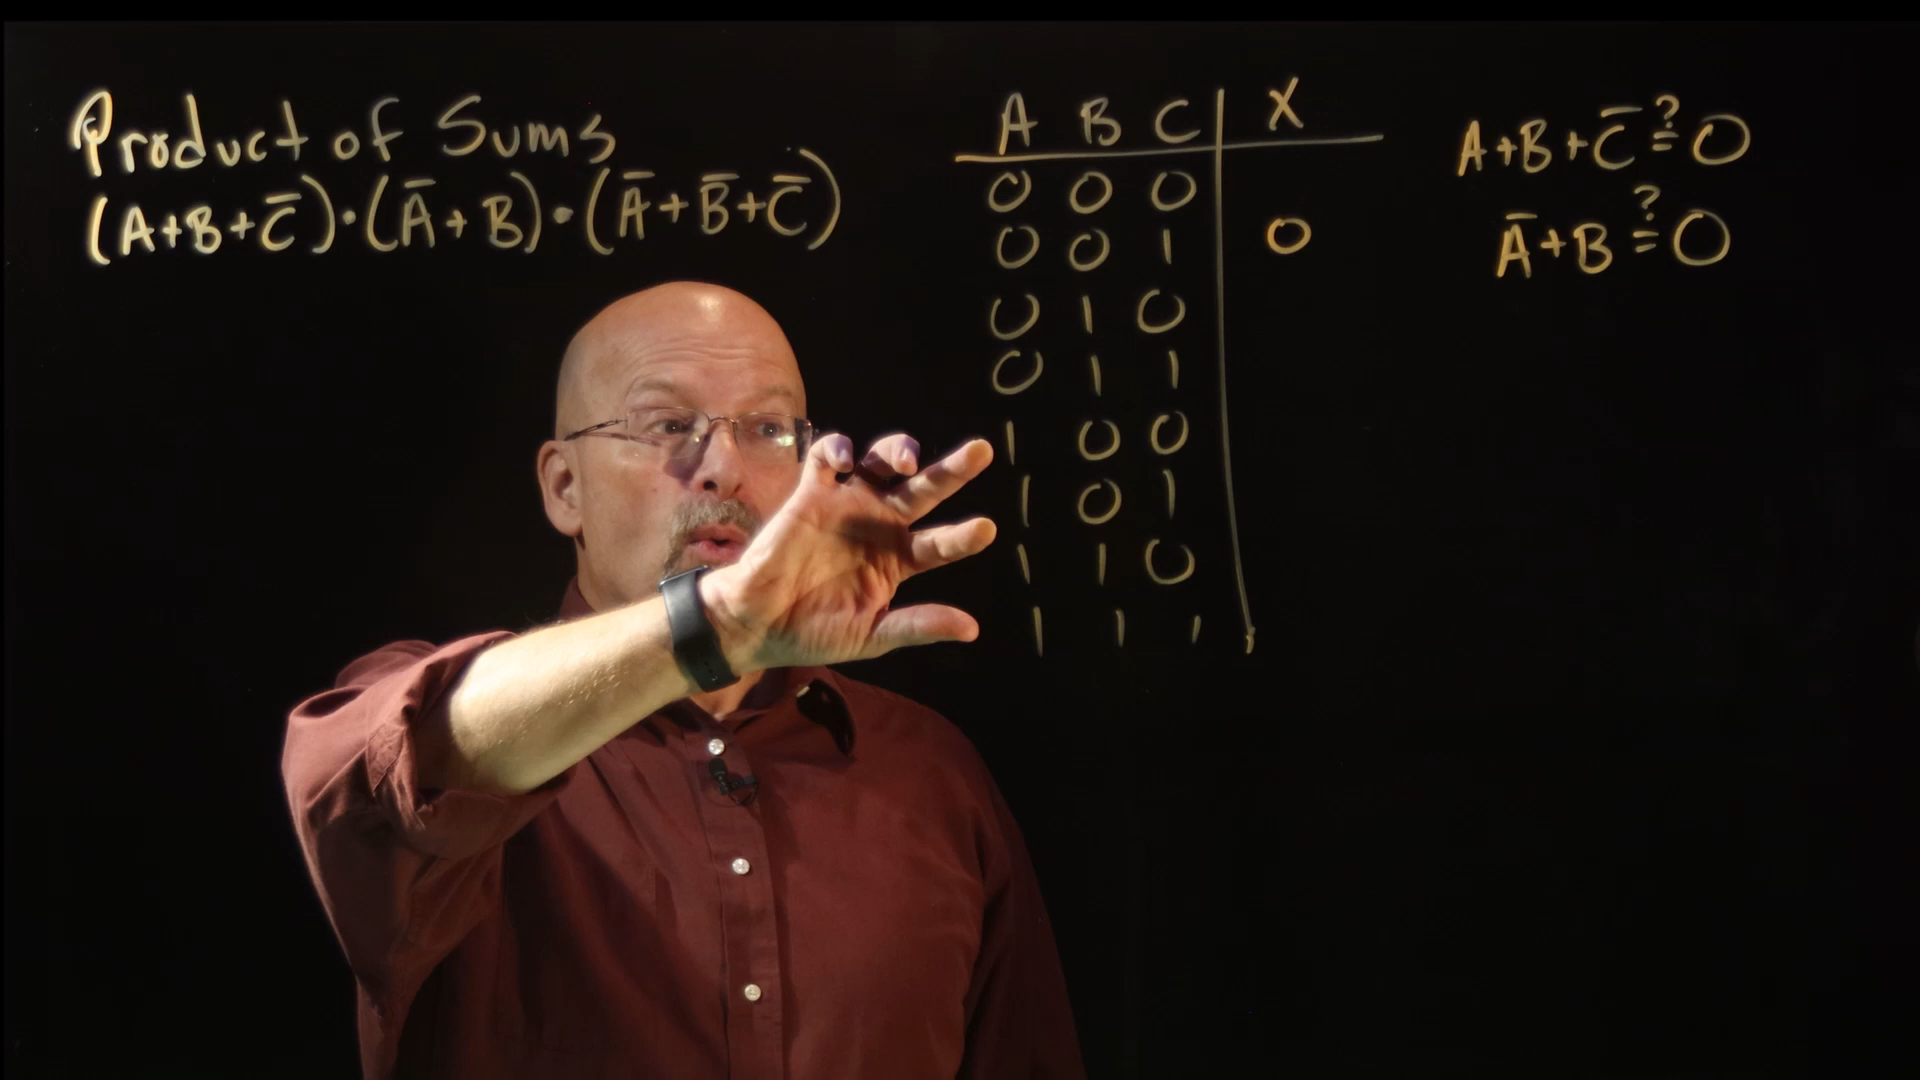 Product of Sums
(A+B+C̅)·(A̅+B)·(A̅+B̅+C̅)
A B C X
0 0 0
0 0 1 0
0 1 0
0 1 1
1 0 0
1 0 1
1 1 0
1 1 1
A+B+C̅ ≟ 0
A̅+B ≟ 0